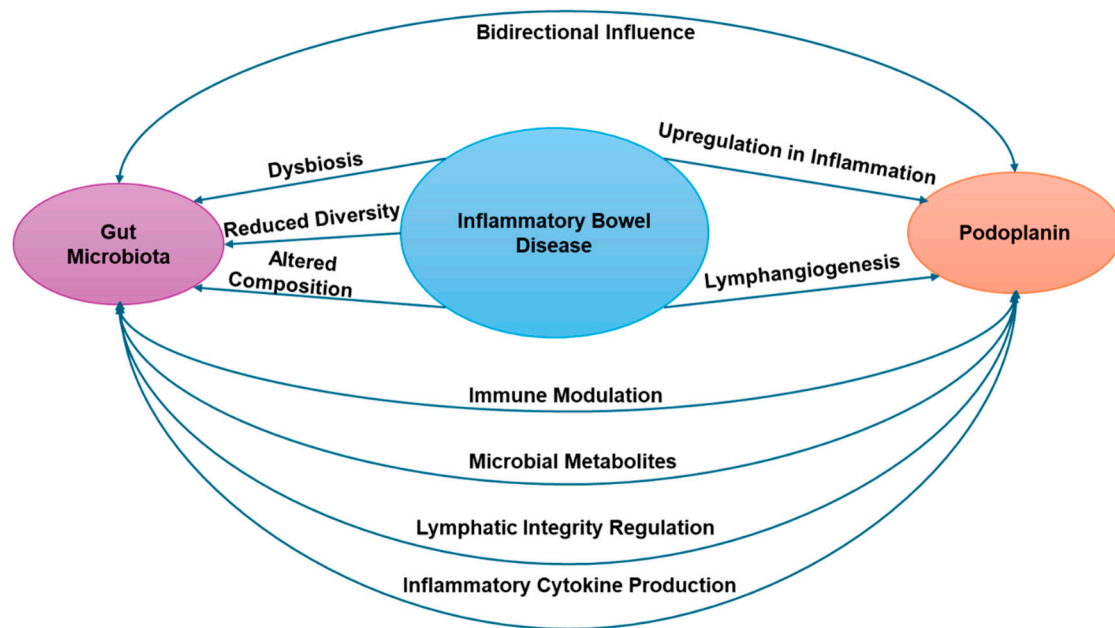 Bidirectional Influence
Dysbiosis
Upregulation in Inflammation
Gut
Microbiota
Reduced Diversity
Inflammatory Bowel
Disease
Podoplanin
Altered
Composition
Lymphangiogenesis
Immune Modulation
Microbial Metabolites
Lymphatic Integrity Regulation
Inflammatory Cytokine Production